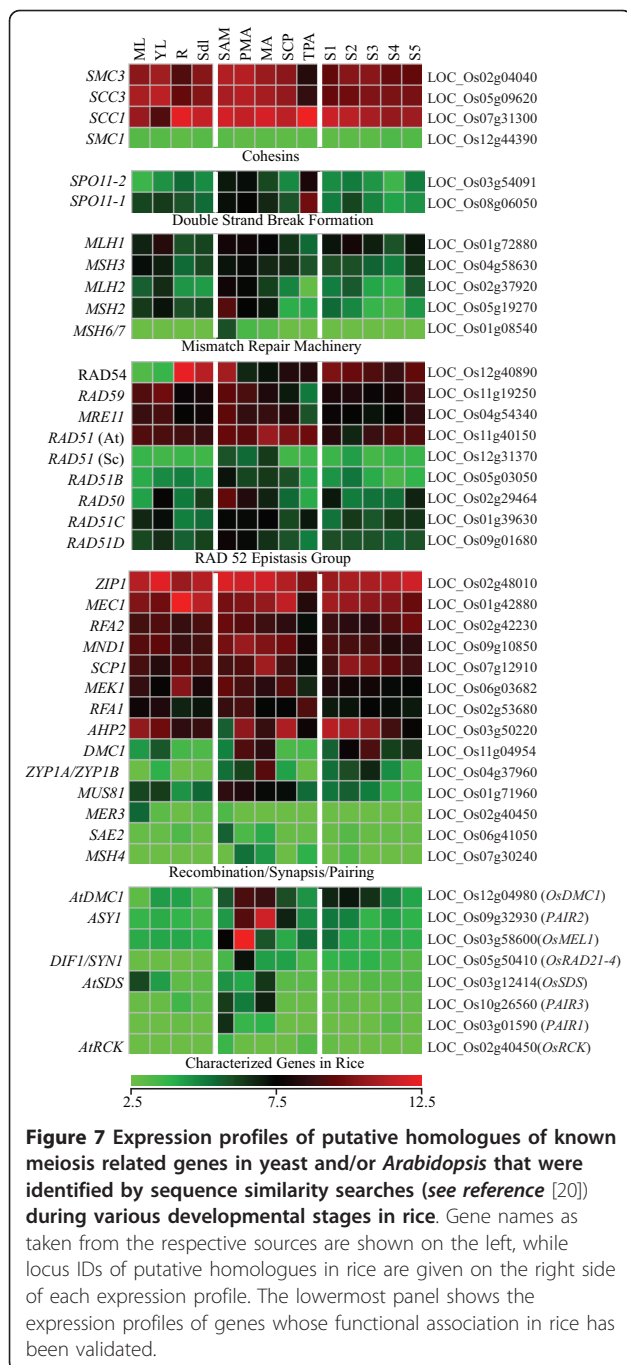 ML YL R Sdl SAM PMA MA SCP TPA S1 S2 S3 S4 S5
SMC3 LOC_Os02g04040
SCC3 LOC_Os05g09620
SCC1 LOC_Os07g31300
SMC1 LOC_Os12g44390
Cohesins
SPO11-2 LOC_Os03g54091
SPO11-1 LOC_Os08g06050
Double Strand Break Formation
MLH1 LOC_Os01g72880
MSH3 LOC_Os04g58630
MLH2 LOC_Os02g37920
MSH2 LOC_Os05g19270
MSH6/7 LOC_Os01g08540
Mismatch Repair Machinery
RAD54 LOC_Os12g40890
RAD59 LOC_Os11g19250
MRE11 LOC_Os04g54340
RAD51 (At) LOC_Os11g40150
RAD51 (Sc) LOC_Os12g31370
RAD51B LOC_Os05g03050
RAD50 LOC_Os02g29464
RAD51C LOC_Os01g39630
RAD51D LOC_Os09g01680
RAD 52 Epistasis Group
ZIP1 LOC_Os02g48010
MEC1 LOC_Os01g42880
RFA2 LOC_Os02g42230
MND1 LOC_Os09g10850
SCP1 LOC_Os07g12910
MEK1 LOC_Os06g03682
RFA1 LOC_Os02g53680
AHP2 LOC_Os03g50220
DMC1 LOC_Os11g04954
ZYP1A/ZYP1B LOC_Os04g37960
MUS81 LOC_Os01g71960
MER3 LOC_Os02g40450
SAE2 LOC_Os06g41050
MSH4 LOC_Os07g30240
Recombination/Synapsis/Pairing
AtDMC1 LOC_Os12g04980 (OsDMC1)
ASY1 LOC_Os09g32930 (PAIR2)
LOC_Os03g58600(OsMEL1)
DIF1/SYN1 LOC_Os05g50410 (OsRAD21-4)
AtSDS LOC_Os03g12414 (OsSDS)
LOC_Os10g26560 (PAIR3)
LOC_Os03g01590 (PAIR1)
AtRCK LOC_Os02g40450(OsRCK)
Characterized Genes in Rice
2.5 7.5 12.5
Figure 7 Expression profiles of putative homologues of known
meiosis related genes in yeast and/or Arabidopsis that were
identified by sequence similarity searches (see reference [20])
during various developmental stages in rice. Gene names as
taken from the respective sources are shown on the left, while
locus IDs of putative homologues in rice are given on the right side
of each expression profile. The lowermost panel shows the
expression profiles of genes whose functional association in rice has
been validated.